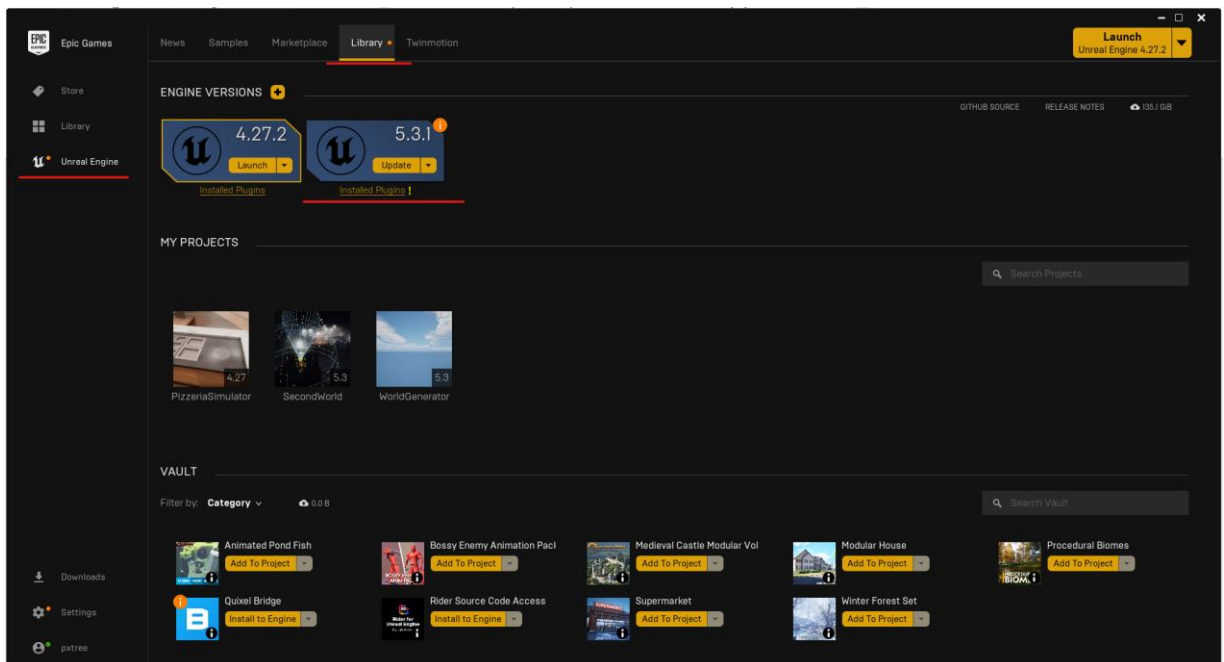 EPIC GAMES
Epic Games
News Samples Marketplace Library Twinmotion
Launch
Unreal Engine 4.27.2
Store
Library
Unreal Engine
ENGINE VERSIONS
GITHUB SOURCE RELEASE NOTES 135.1 GiB
4.27.2
Launch
Installed Plugins
5.3.1
Update
Installed Plugins !
MY PROJECTS
Search Projects
4.27
PizzeriaSimulator
5.3
SecondWorld
5.3
WorldGenerator
VAULT
Filter by: Category 0.0 B
Search Vault
Animated Pond Fish
Add To Project
Bossy Enemy Animation Pack
Add To Project
Medieval Castle Modular Vol
Add To Project
Modular House
Add To Project
Procedural Biomes
Add To Project
Quixel Bridge
Install to Engine
Rider Source Code Access
Install to Engine
Supermarket
Add To Project
Winter Forest Set
Add To Project
Downloads
Settings
pxtree